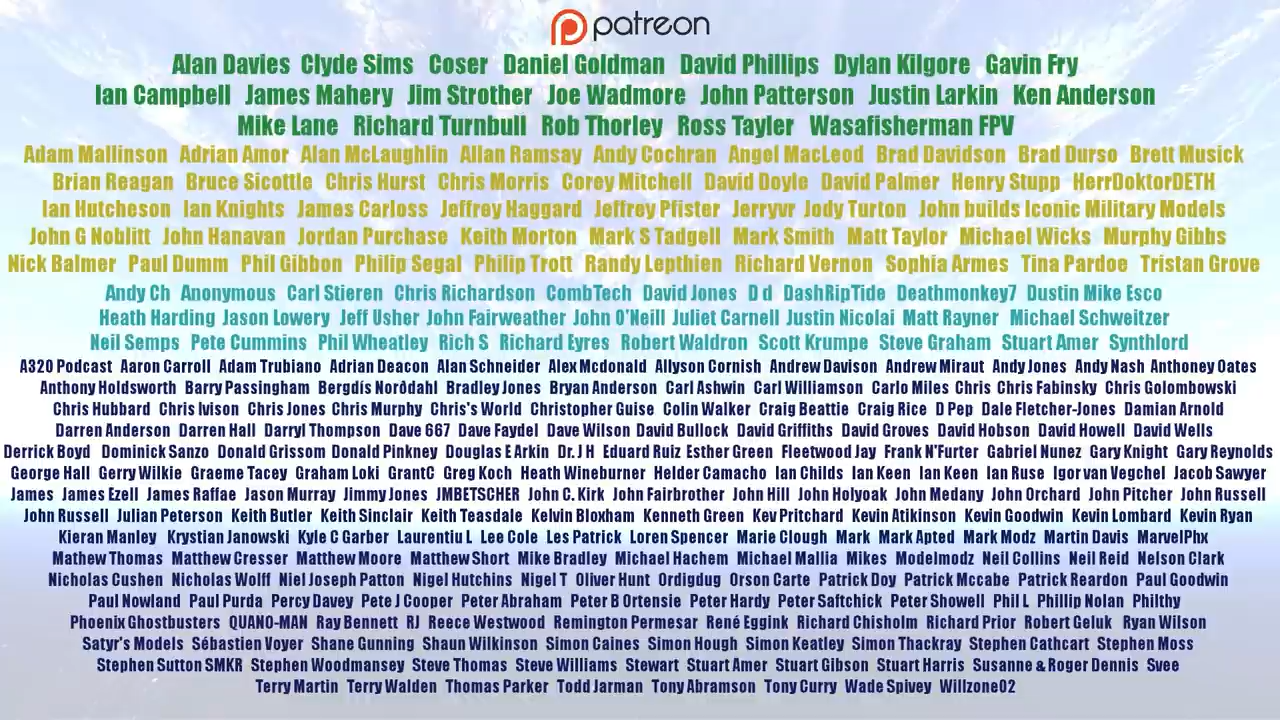 patreon
Alan Davies Clyde Sims Coser Daniel Goldman David Phillips Dylan Kilgore Gavin Fry
Ian Campbell James Mahery Jim Strother Joe Wadmore John Patterson Justin Larkin Ken Anderson
Mike Lane Richard Turnbull Rob Thorley Ross Tayler Wasafisherman FPV
Adam Mallinson Adrian Amor Alan McLaughlin Allan Ramsay Andy Cochran Angel MacLeod Brad Davidson Brad Durso Brett Musick
Brian Reagan Bruce Sicottle Chris Hurst Chris Morris Corey Mitchell David Doyle David Palmer Henry Stupp HerrDoktorDETH
Ian Hutcheson Ian Knights James Carloss Jeffrey Haggard Jeffrey Pfister Jerryvr Jody Turton John builds Iconic Military Models
John G Noblitt John Hanavan Jordan Purchase Keith Morton Mark S Tadgell Mark Smith Matt Taylor Michael Wicks Murphy Gibbs
Nick Balmer Paul Dumm Phil Gibbon Philip Segal Philip Trott Randy Lepthien Richard Vernon Sophia Armes Tina Pardoe Tristan Grove
Andy Ch Anonymous Carl Stieren Chris Richardson CombTech David Jones D d DashRipTide Deathmonkey7 Dustin Mike Esco
Heath Harding Jason Lowery Jeff Usher John Fairweather John O'Neill Juliet Carnell Justin Nicolai Matt Rayner Michael Schweitzer
Neil Semps Pete Cummins Phil Wheatley Rich S Richard Eyres Robert Waldron Scott Krumpe Steve Graham Stuart Amer Synthlord
A320 Podcast Aaron Carroll Adam Trubiano Adrian Deacon Alan Schneider Alex Mcdonald Allyson Cornish Andrew Davison Andrew Miraut Andy Jones Andy Nash Anthoney Oates
Anthony Holdsworth Barry Passingham Bergdís Norðdahl Bradley Jones Bryan Anderson Carl Ashwin Carl Williamson Carlo Miles Chris Chris Fabinsky Chris Golombowski
Chris Hubbard Chris Ivison Chris Jones Chris Murphy Chris's World Christopher Guise Colin Walker Craig Beattie Craig Rice D Pep Dale Fletcher-Jones Damian Arnold
Darren Anderson Darren Hall Darryl Thompson Dave 667 Dave Faydel Dave Wilson David Bullock David Griffiths David Groves David Hobson David Howell David Wells
Derrick Boyd Dominick Sanzo Donald Grissom Donald Pinkney Douglas E Arkin Dr. J H Eduard Ruiz Esther Green Fleetwood Jay Frank N'Furter Gabriel Nunez Gary Knight Gary Reynolds
George Hall Gerry Wilkie Graeme Tacey Graham Loki GrantC Greg Koch Heath Wineburner Helder Camacho Ian Childs Ian Keen Ian Keen Ian Ruse Igor van Vegchel Jacob Sawyer
James James Ezell James Raffae Jason Murray Jimmy Jones JMBETSCHER John C. Kirk John Fairbrother John Hill John Holyoak John Medany John Orchard John Pitcher John Russell
John Russell Julian Peterson Keith Butler Keith Sinclair Keith Teasdale Kelvin Bloxham Kenneth Green Kev Pritchard Kevin Atikinson Kevin Goodwin Kevin Lombard Kevin Ryan
Kieran Manley Krystian Janowski Kyle C Garber Laurentiu L Lee Cole Les Patrick Loren Spencer Marie Clough Mark Mark Apted Mark Modz Martin Davis MarvelPhx
Mathew Thomas Matthew Cresser Matthew Moore Matthew Short Mike Bradley Michael Hachem Michael Mallia Mikes Modelmodz Neil Collins Neil Reid Nelson Clark
Nicholas Cushen Nicholas Wolff Niel Joseph Patton Nigel Hutchins Nigel T Oliver Hunt Ordigdug Orson Carte Patrick Doy Patrick Mccabe Patrick Reardon Paul Goodwin
Paul Nowland Paul Purda Percy Davey Pete J Cooper Peter Abraham Peter B Ortensie Peter Hardy Peter Saftchick Peter Showell Phil L Phillip Nolan Philthy
Phoenix Ghostbusters QUANO-MAN Ray Bennett RJ Reece Westwood Remington Permesar René Eggink Richard Chisholm Richard Prior Robert Geluk Ryan Wilson
Satyr's Models Sébastien Voyer Shane Gunning Shaun Wilkinson Simon Caines Simon Hough Simon Keatley Simon Thackray Stephen Cathcart Stephen Moss
Stephen Sutton SMKR Stephen Woodmansey Steve Thomas Steve Williams Stewart Stuart Amer Stuart Gibson Stuart Harris Susanne & Roger Dennis Svee
Terry Martin Terry Walden Thomas Parker Todd Jarman Tony Abramson Tony Curry Wade Spivey Willzone02